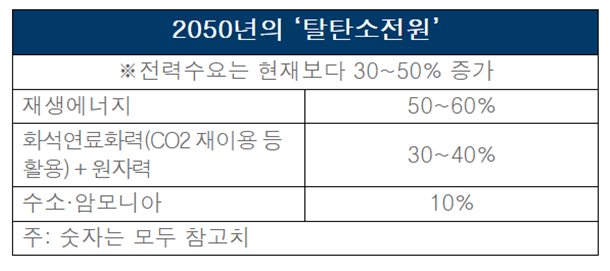 2050년의 ‘탈탄소전원’
※전력수요는 현재보다 30~50% 증가
재생에너지 50~60%
화석연료화력(CO2 재이용 등
활용) + 원자력 30~40%
수소·암모니아 10%
주: 숫자는 모두 참고치